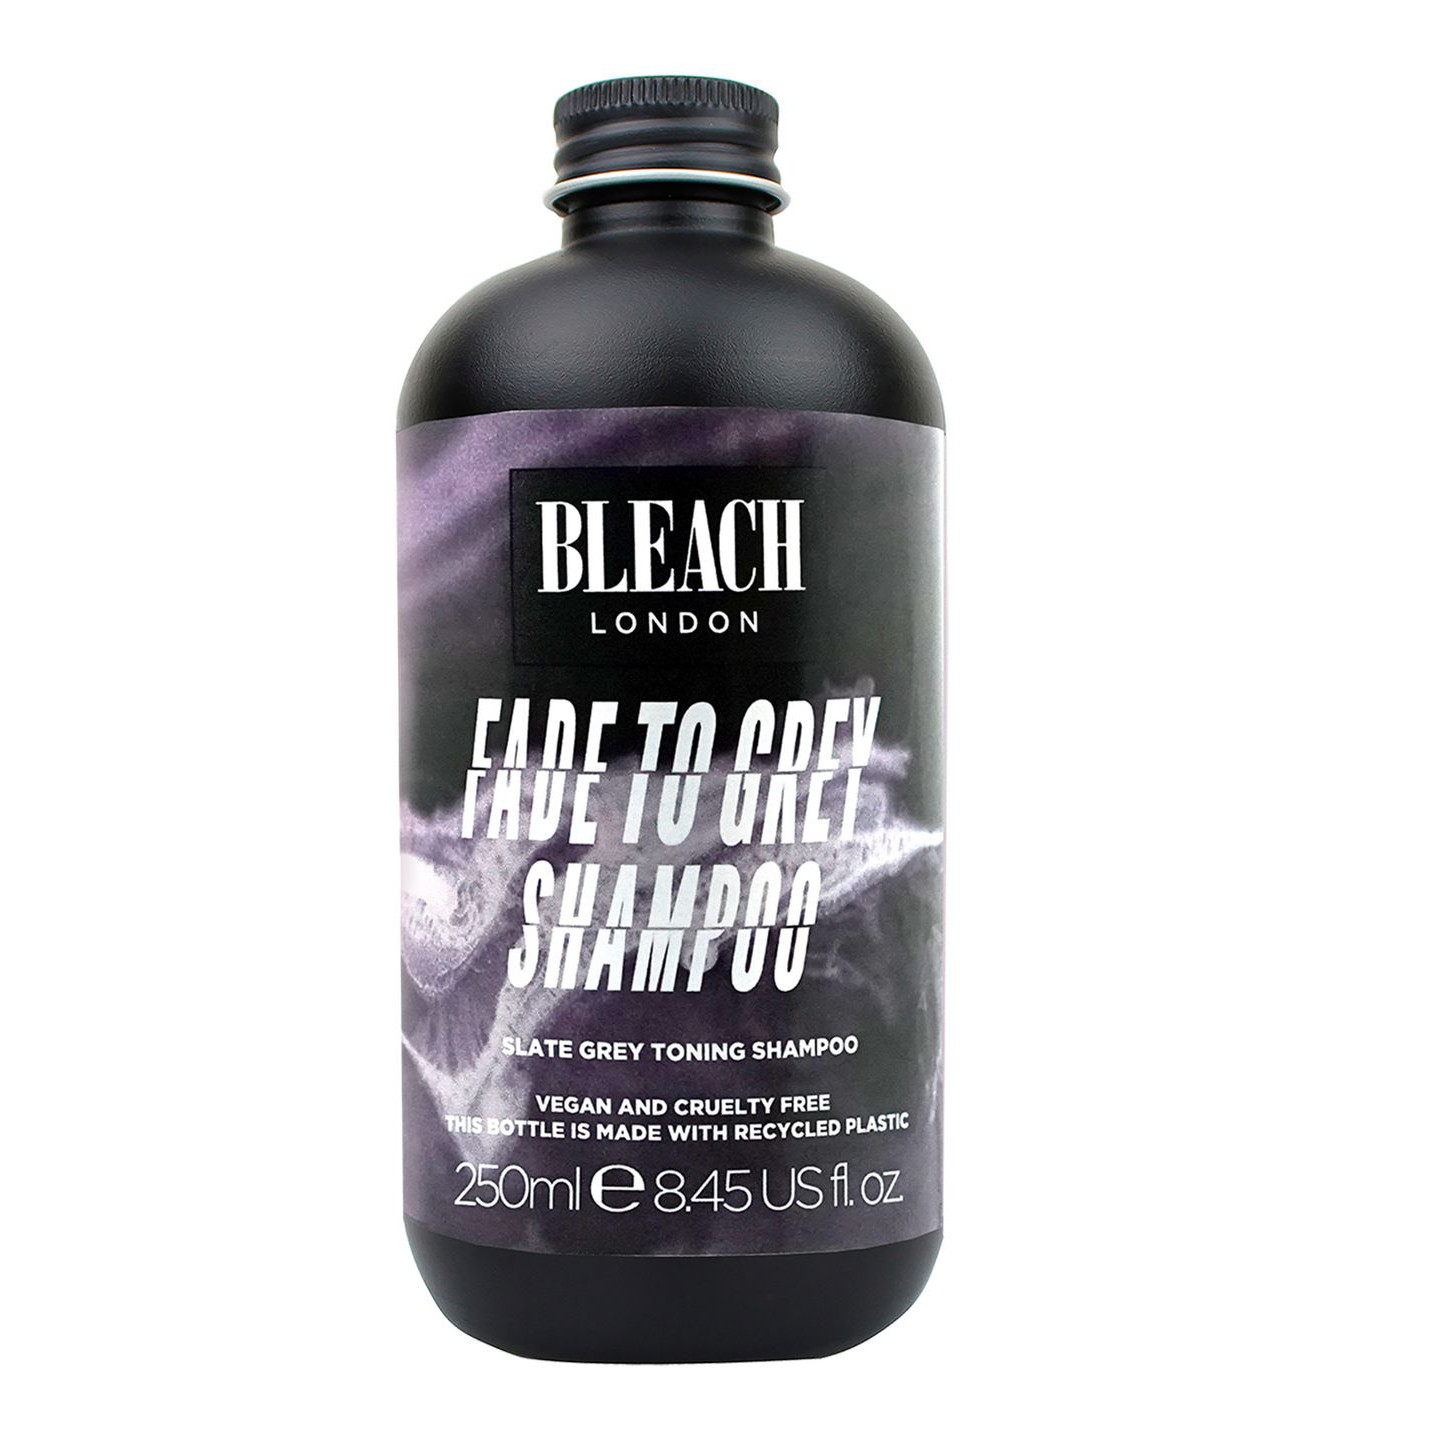 BLEACH
LONDON
FADE TO GREY
SHAMPOO
SLATE GREY TONING SHAMPOO
VEGAN AND CRUELTY FREE
THIS BOTTLE IS MADE WITH RECYCLED PLASTIC
250ml e 8.45 US fl. oz.